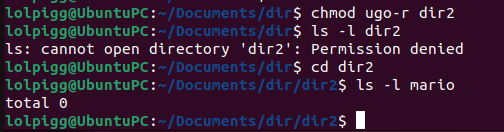 lolpigg@UbuntuPC:~/Documents/dir$ chmod ugo-r dir2
lolpigg@UbuntuPC:~/Documents/dir$ ls -l dir2
ls: cannot open directory 'dir2': Permission denied
lolpigg@UbuntuPC:~/Documents/dir$ cd dir2
lolpigg@UbuntuPC:~/Documents/dir/dir2$ ls -l mario
total 0
lolpigg@UbuntuPC:~/Documents/dir/dir2$